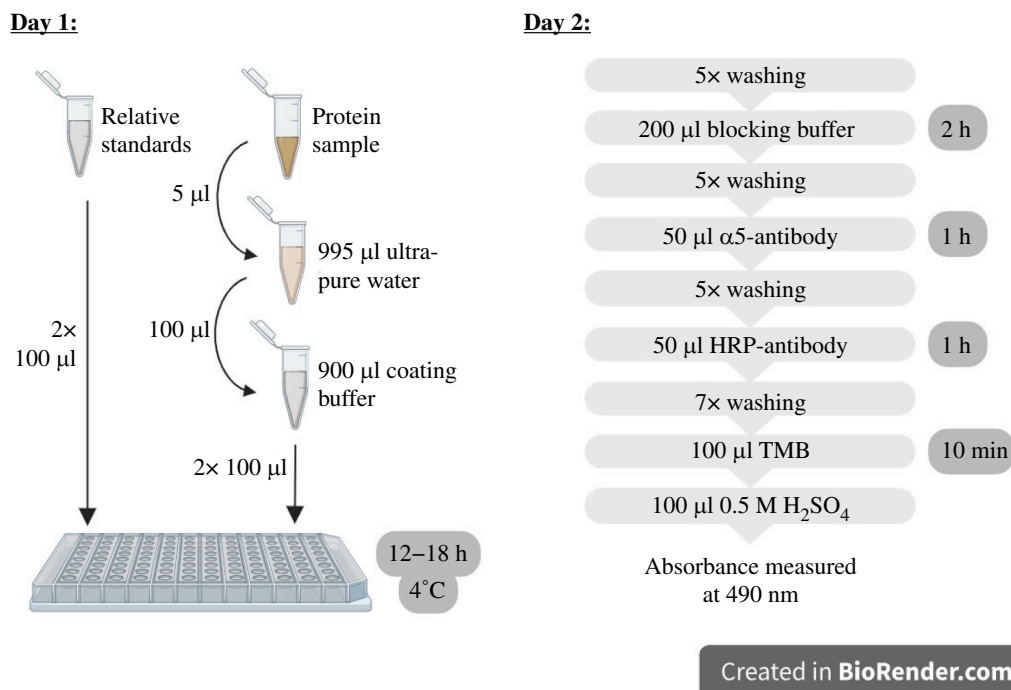 Day 1:
Relative
standards
Protein
sample
5 µl
995 µl ultra-
pure water
100 µl
2×
100 µl
900 µl coating
buffer
2× 100 µl
12–18 h
4°C
Day 2:
5× washing
200 µl blocking buffer
2 h
5× washing
50 µl α5-antibody
1 h
5× washing
50 µl HRP-antibody
1 h
7× washing
100 µl TMB
10 min
100 µl 0.5 M H₂SO₄
Absorbance measured
at 490 nm
Created in BioRender.com